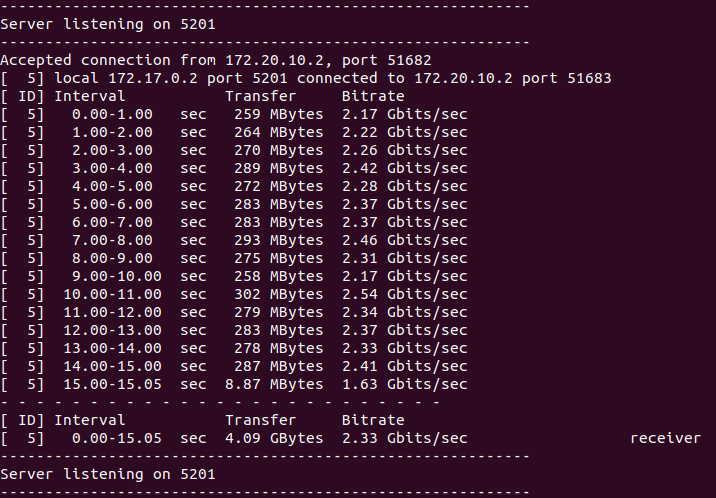 -----------------------------------------------------------
Server listening on 5201
-----------------------------------------------------------
Accepted connection from 172.20.10.2, port 51682
[  5] local 172.17.0.2 port 5201 connected to 172.20.10.2 port 51683
[ ID] Interval           Transfer     Bitrate
[  5]   0.00-1.00   sec   259 MBytes  2.17 Gbits/sec
[  5]   1.00-2.00   sec   264 MBytes  2.22 Gbits/sec
[  5]   2.00-3.00   sec   270 MBytes  2.26 Gbits/sec
[  5]   3.00-4.00   sec   289 MBytes  2.42 Gbits/sec
[  5]   4.00-5.00   sec   272 MBytes  2.28 Gbits/sec
[  5]   5.00-6.00   sec   283 MBytes  2.37 Gbits/sec
[  5]   6.00-7.00   sec   283 MBytes  2.37 Gbits/sec
[  5]   7.00-8.00   sec   293 MBytes  2.46 Gbits/sec
[  5]   8.00-9.00   sec   275 MBytes  2.31 Gbits/sec
[  5]   9.00-10.00  sec   258 MBytes  2.17 Gbits/sec
[  5]  10.00-11.00  sec   302 MBytes  2.54 Gbits/sec
[  5]  11.00-12.00  sec   279 MBytes  2.34 Gbits/sec
[  5]  12.00-13.00  sec   283 MBytes  2.37 Gbits/sec
[  5]  13.00-14.00  sec   278 MBytes  2.33 Gbits/sec
[  5]  14.00-15.00  sec   287 MBytes  2.41 Gbits/sec
[  5]  15.00-15.05  sec  8.87 MBytes  1.63 Gbits/sec
- - - - - - - - - - - - - - - - - - - - - - - - -
[ ID] Interval           Transfer     Bitrate
[  5]   0.00-15.05  sec  4.09 GBytes  2.33 Gbits/sec                  receiver
-----------------------------------------------------------
Server listening on 5201
-----------------------------------------------------------